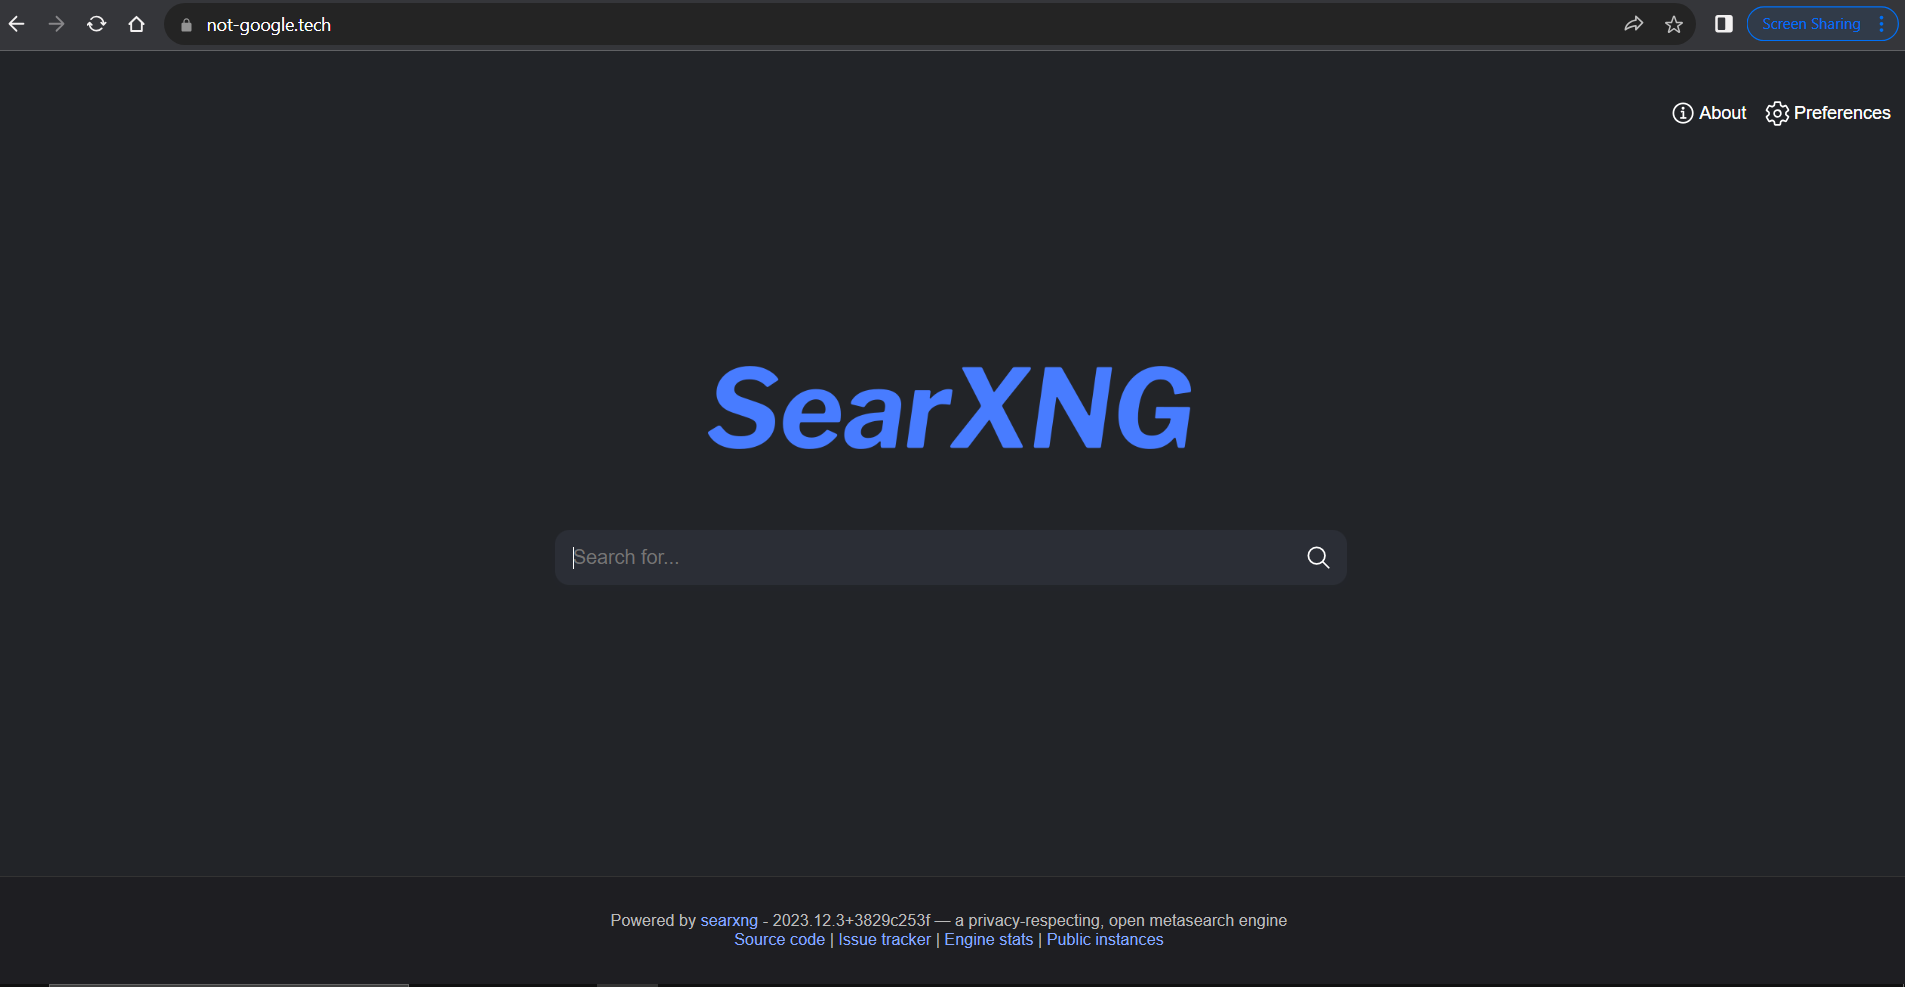 not-google.tech
Screen Sharing
About Preferences
SearXNG
Search for...
Powered by searxng - 2023.12.3+3829c253f — a privacy-respecting, open metasearch engine
Source code | Issue tracker | Engine stats | Public instances